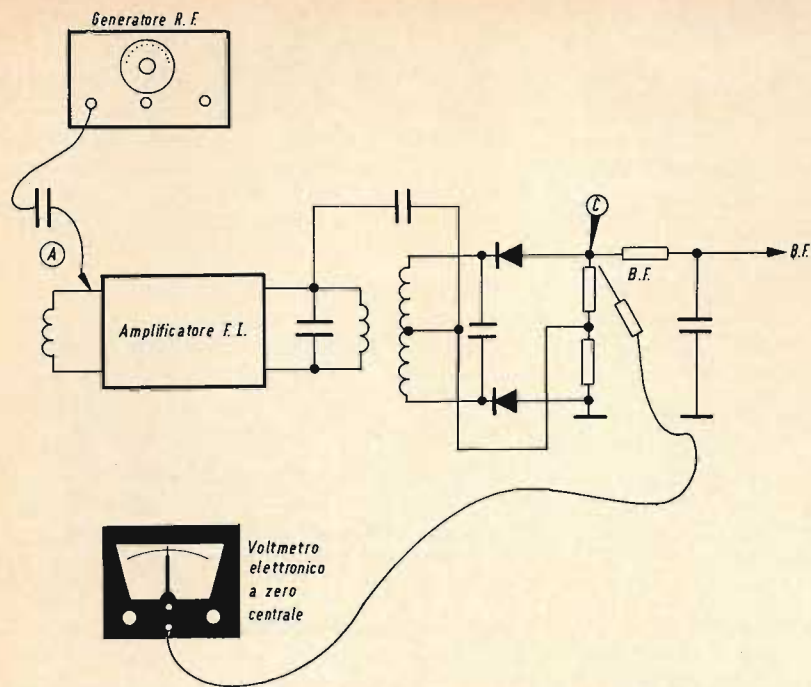 Generatore R.F.
A
Amplificatore F.I.
C
B.F.
B.F.
Voltmetro
elettronico
a zero
centrale